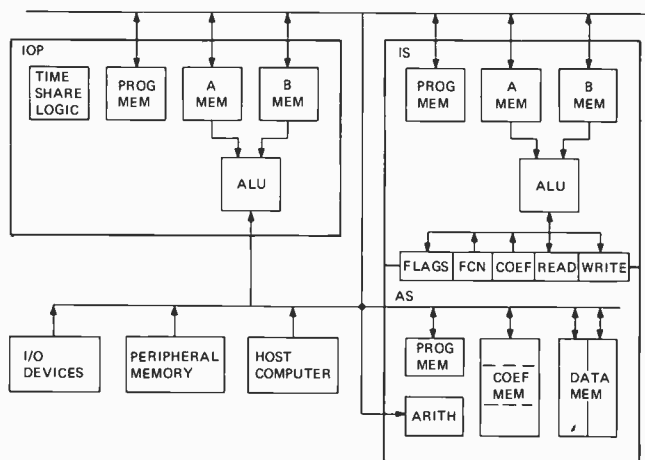 IOP
TIME
SHARE
LOGIC
PROG
MEM
A
MEM
B
MEM
ALU
IS
PROG
MEM
A
MEM
B
MEM
ALU
FLAGS FCN COEF READ WRITE
AS
I/O
DEVICES
PERIPHERAL
MEMORY
HOST
COMPUTER
PROG
MEM
ARITH
COEF
MEM
DATA
MEM